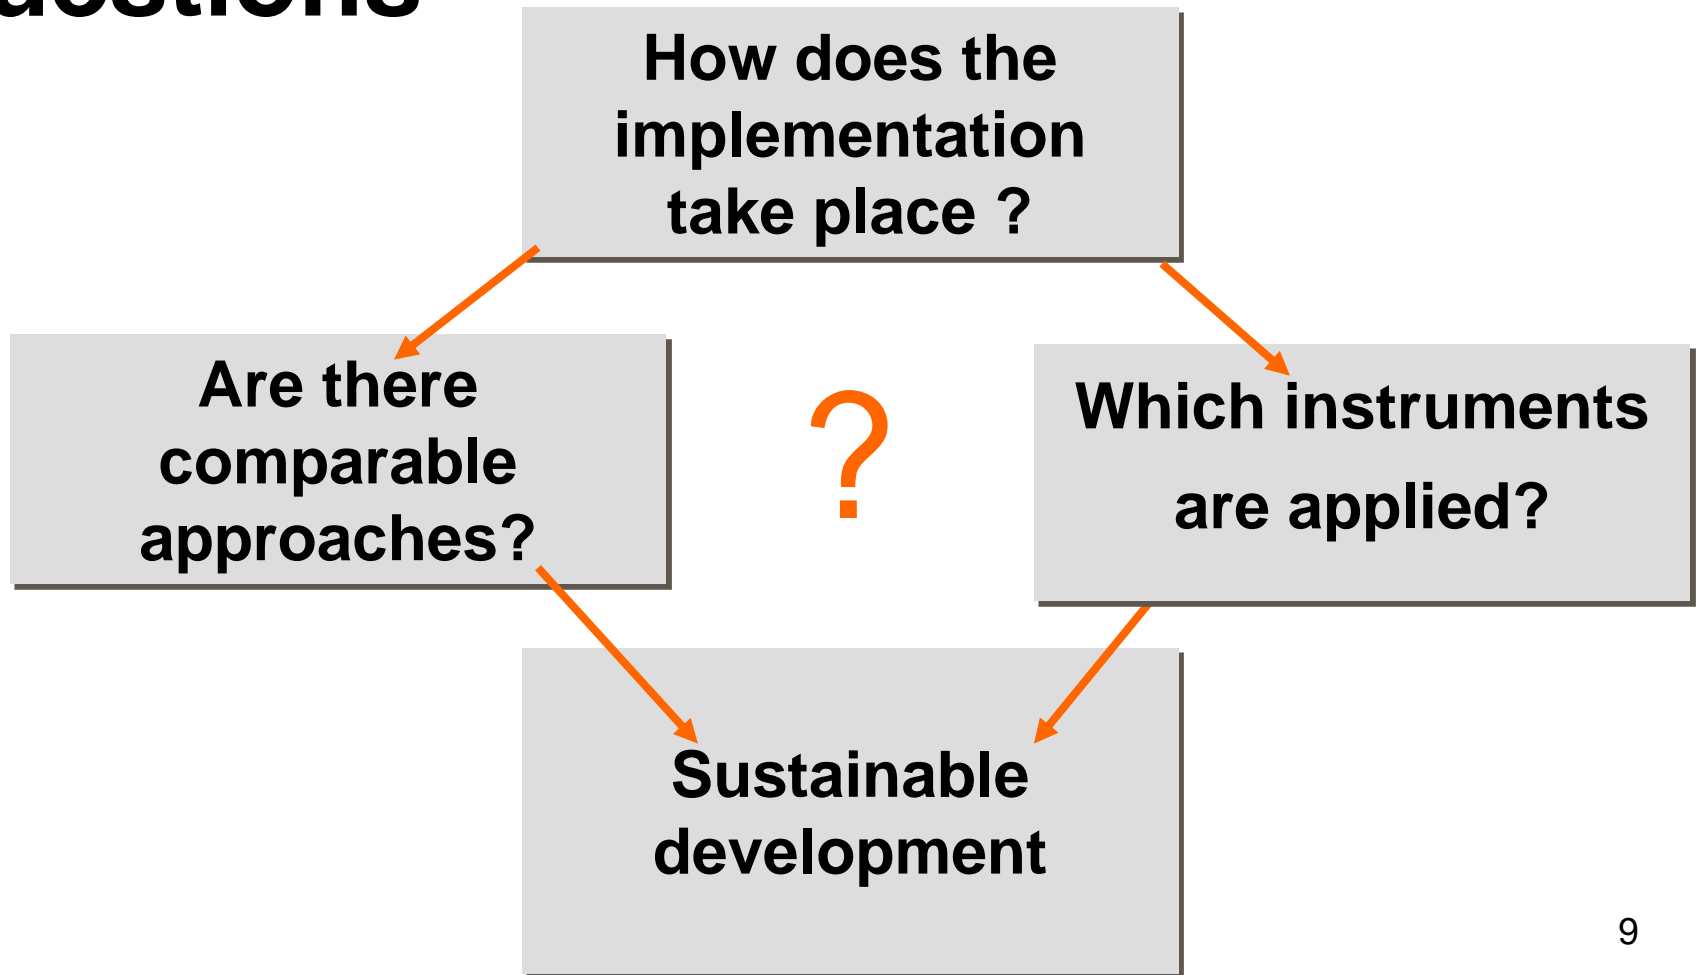 How does the
implementation
take place ?
Are there
comparable
approaches?
?
Which instruments
are applied?
Sustainable
development
9